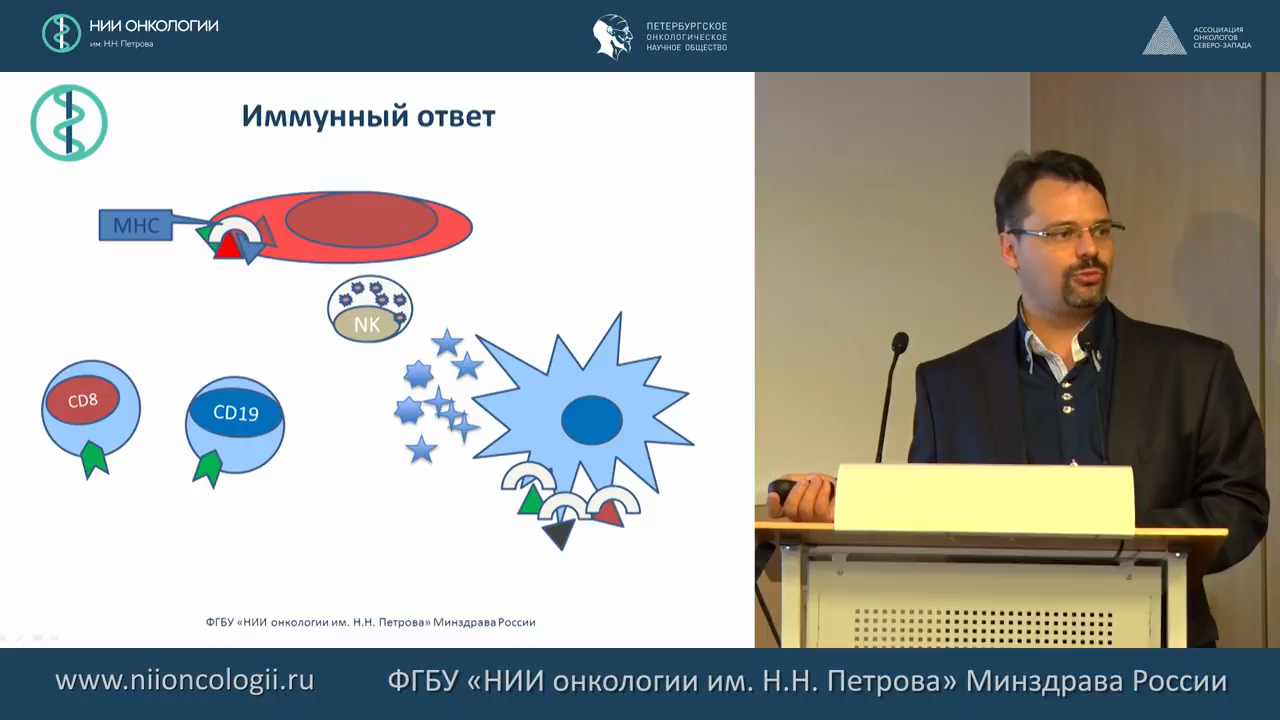 НИИ ОНКОЛОГИИ
им. Н.Н. Петрова
ПЕТЕРБУРГСКОЕ
ОНКОЛОГИЧЕСКОЕ
НАУЧНОЕ ОБЩЕСТВО
АССОЦИАЦИЯ
ОНКОЛОГОВ
СЕВЕРО-ЗАПАДА
Иммунный ответ
МНС
NK
CD8
CD19
ФГБУ «НИИ онкологии им. Н.Н. Петрова» Минздрава России
www.niioncologii.ru
ФГБУ «НИИ онкологии им. Н.Н. Петрова» Минздрава России